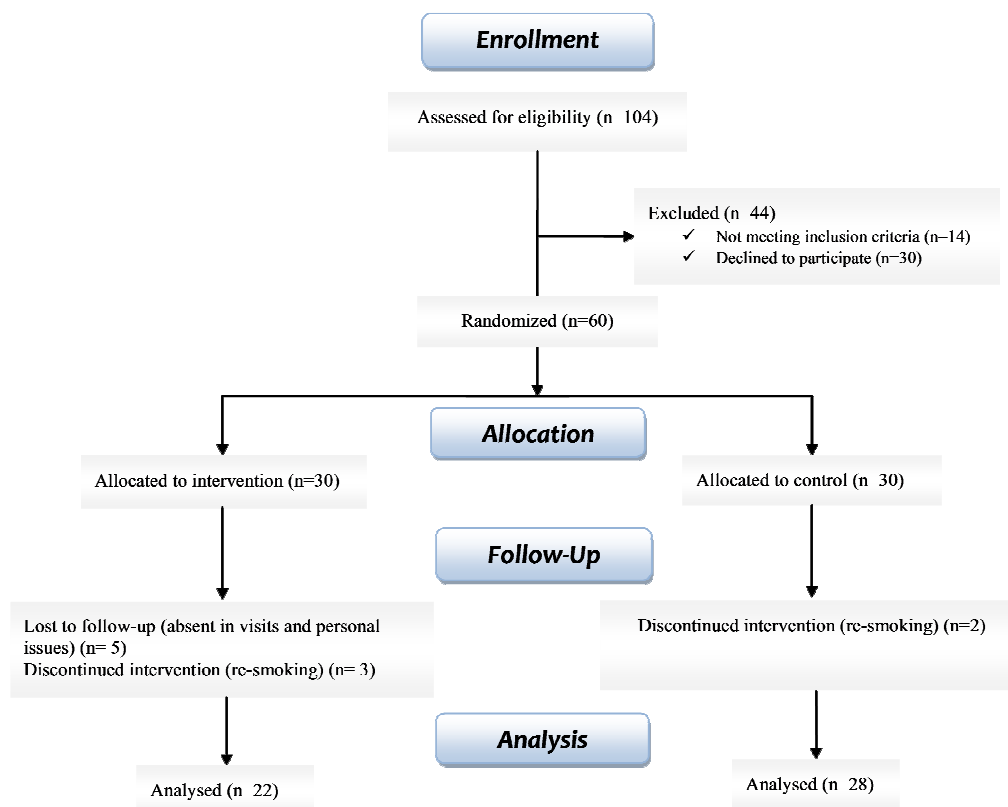 Enrollment
Assessed for eligibility (n 104)
Excluded (n 44)
✓ Not meeting inclusion criteria (n=14)
✓ Declined to participate (n=30)
Randomized (n=60)
Allocation
Allocated to intervention (n=30)
Allocated to control (n 30)
Follow-Up
Lost to follow-up (absent in visits and personal
issues) (n= 5)
Discontinued intervention (re-smoking) (n= 3)
Discontinued intervention (re-smoking) (n=2)
Analysis
Analysed (n 22)
Analysed (n 28)